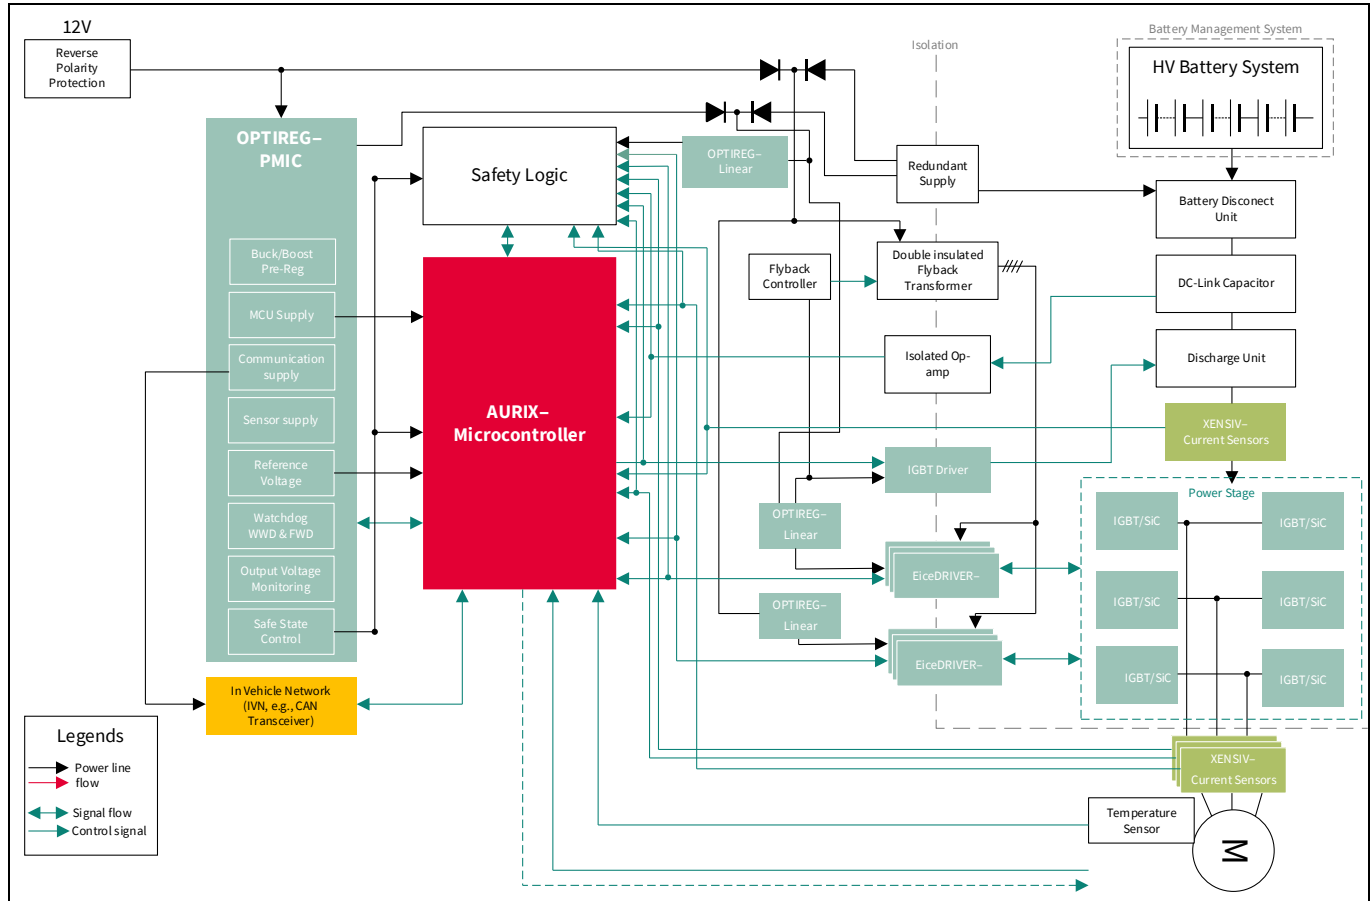 12V
Reverse
Polarity
Protection
Isolation
Battery Management System
HV Battery System
OPTIREG–
PMIC
Safety Logic
OPTIREG–
Linear
Redundant
Supply
Battery Disconect
Unit
Buck/Boost
Pre-Reg
Flyback
Controller
Double insulated
Flyback
Transformer
DC-Link Capacitor
MCU Supply
Communication
supply
Isolated Op-
amp
Discharge Unit
AURIX–
Microcontroller
Sensor supply
XENSIV–
Current Sensors
Reference
Voltage
IGBT Driver
Power Stage
Watchdog
WWD & FWD
OPTIREG–
Linear
IGBT/SiC
IGBT/SiC
Output Voltage
Monitoring
EiceDRIVER–
IGBT/SiC
IGBT/SiC
Safe State
Control
OPTIREG–
Linear
EiceDRIVER–
IGBT/SiC
IGBT/SiC
In Vehicle Network
(IVN, e.g., CAN
Transceiver)
Legends
Power line
flow
Signal flow
Control signal
XENSIV–
Current Sensors
Temperature
Sensor
M